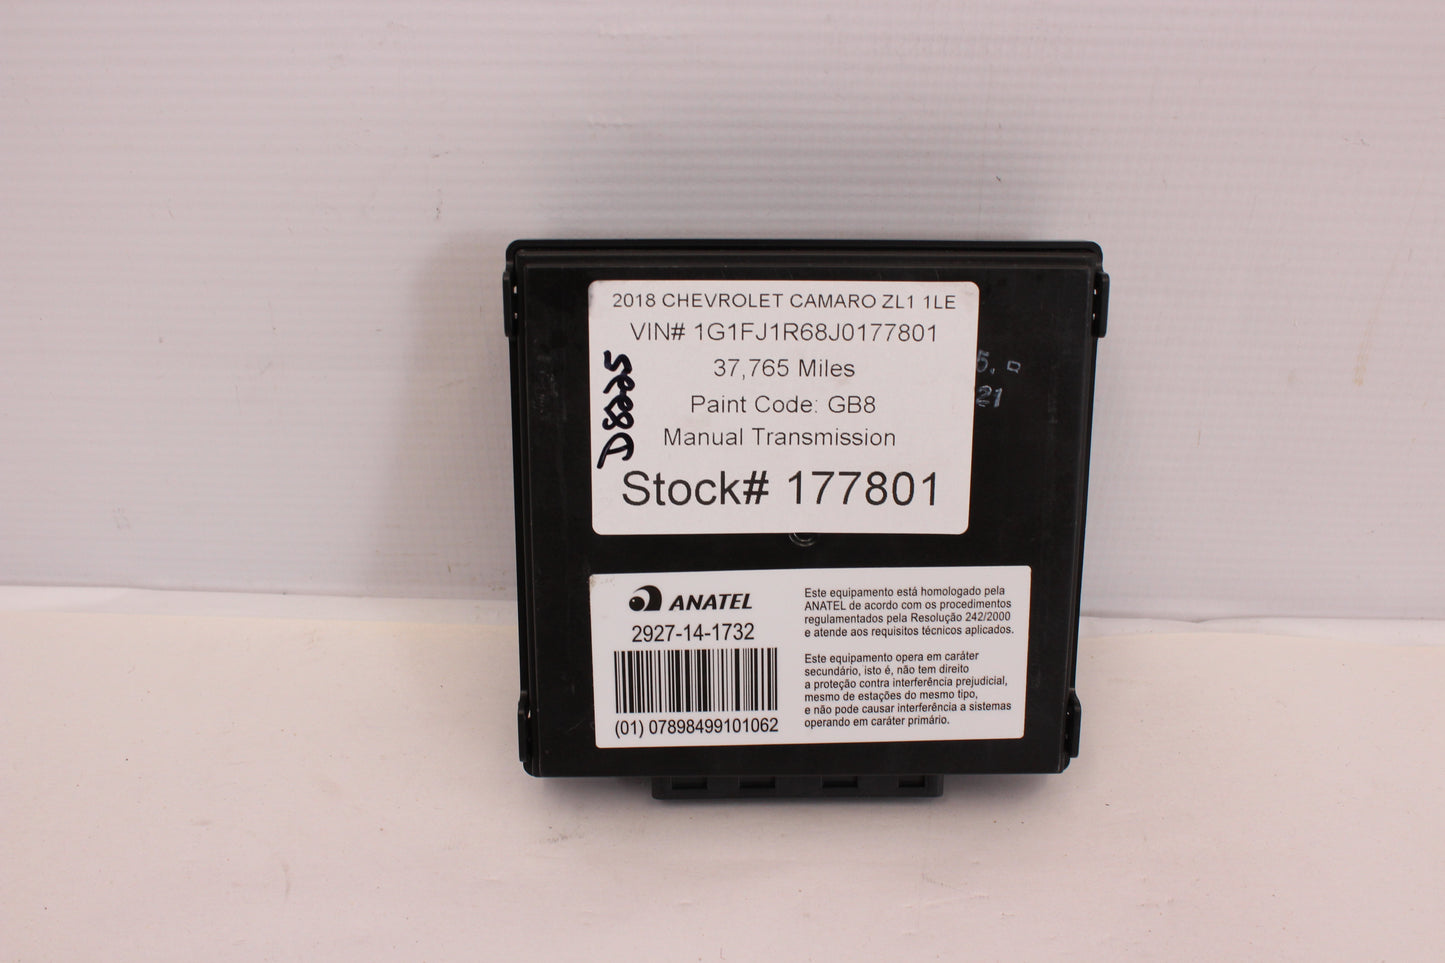 2018 CHEVROLET CAMARO ZL1 1LE
VIN# 1G1FJ1R68J0177801
37,765 Miles
Paint Code: GB8
Manual Transmission
Stock# 177801
D8225
5.
21
ANATEL
2927-14-1732
(01) 07898499101062
Este equipamento está homologado pela
ANATEL de acordo com os procedimentos
regulamentados pela Resolução 242/2000
e atende aos requisitos técnicos aplicados.
Este equipamento opera em caráter
secundário, isto é, não tem direito
a proteção contra interferência prejudicial,
mesmo de estações do mesmo tipo,
e não pode causar interferência a sistemas
operando em caráter primário.